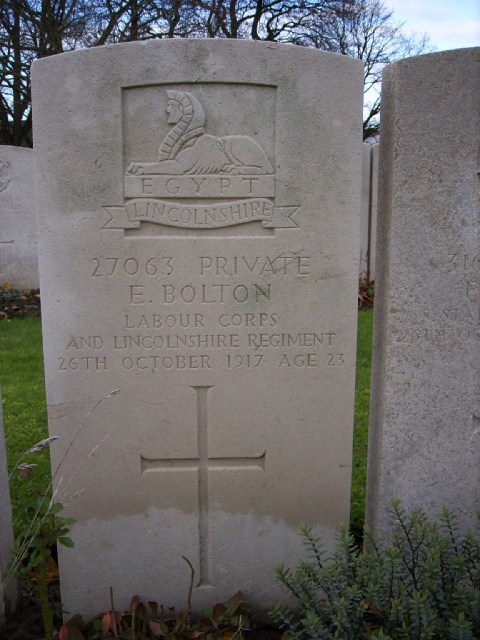 EGYPT
LINCOLNSHIRE
27063 PRIVATE
E. BOLTON
LABOUR CORPS
AND LINCOLNSHIRE REGIMENT
26TH OCTOBER 1917 AGE 23